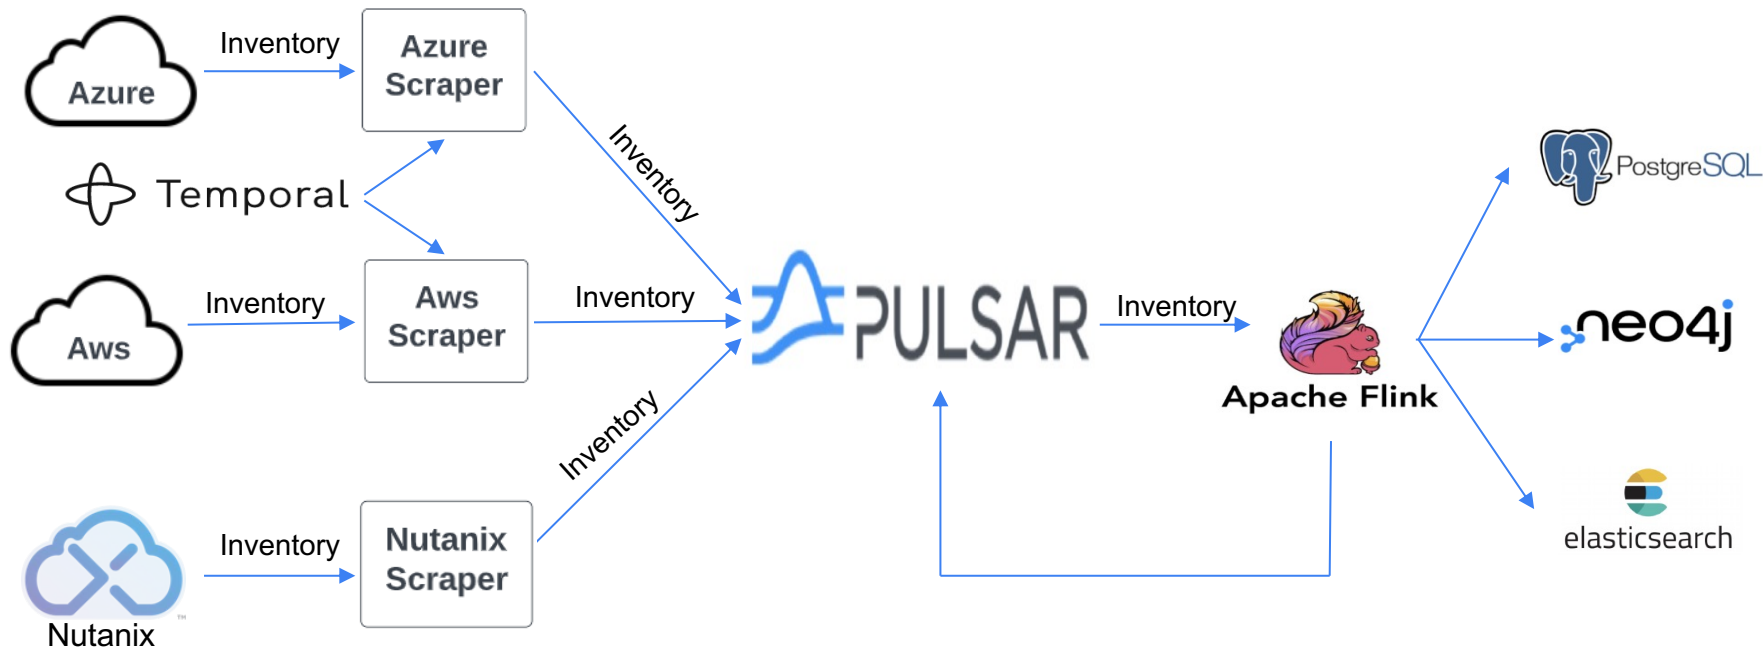 Inventory
Azure
Scraper
Azure
Inventory
Temporal
PostgreSQL
Inventory
Aws
Scraper
Inventory
Aws
PULSAR
Inventory
Apache Flink
neo4j
Inventory
Inventory
Nutanix
Scraper
elasticsearch
Nutanix
TM